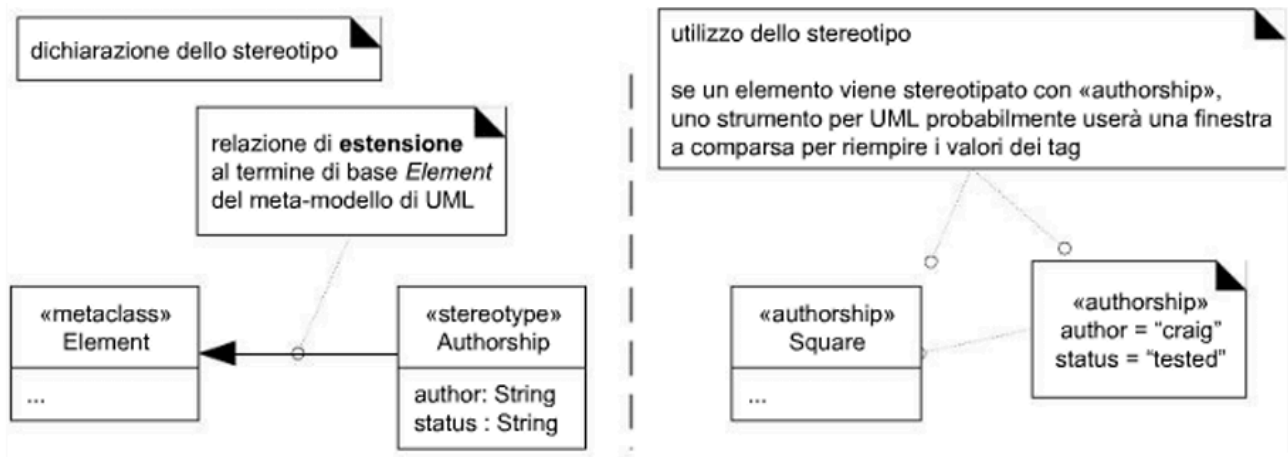 dichiarazione dello stereotipo
relazione di estensione
al termine di base Element
del meta-modello di UML
«metaclass»
Element
...
«stereotype»
Authorship
author: String
status : String
utilizzo dello stereotipo
se un elemento viene stereotipato con «authorship»,
uno strumento per UML probabilmente userà una finestra
a comparsa per riempire i valori dei tag
«authorship»
Square
...
«authorship»
author = “craig”
status = “tested”